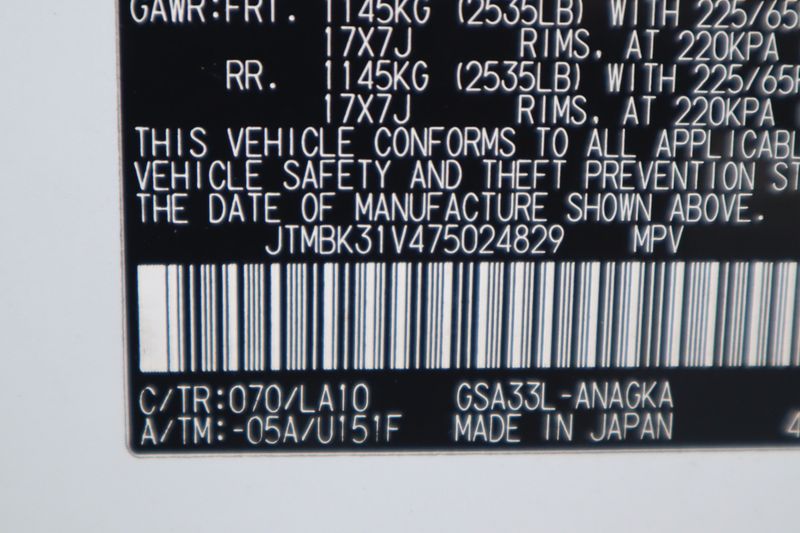 GAWR:FRT. 1145KG (2535LB) WITH 225/65
17X7J RIMS, AT 220KPA
RR. 1145KG (2535LB) WITH 225/65R
17X7J RIMS, AT 220KPA
THIS VEHICLE CONFORMS TO ALL APPLICABL
VEHICLE SAFETY AND THEFT PREVENTION ST
THE DATE OF MANUFACTURE SHOWN ABOVE.
JTMBK31V475024829 MPV
C/TR:070/LA10 GSA33L-ANAGKA
A/TM:-05A/U151F MADE IN JAPAN 4